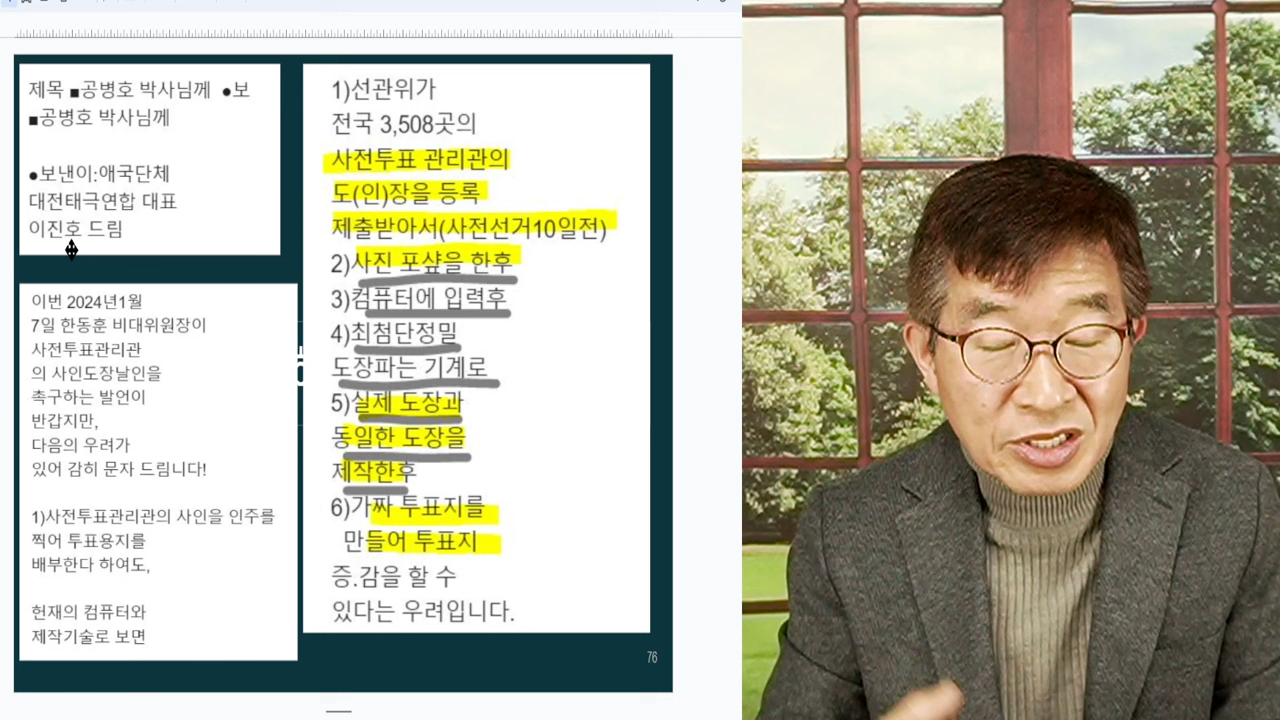 제목 ■공병호 박사님께 ●보
■공병호 박사님께
●보낸이:애국단체
대전태극연합 대표
이진호 드림
이번 2024년1월
7일 한동훈 비대위원장이
사전투표관리관
의 사인도장날인을
촉구하는 발언이
반갑지만,
다음의 우려가
있어 감히 문자 드림니다!
1)사전투표관리관의 사인을 인주를
찍어 투표용지를
배부한다 하여도,
헌재의 컴퓨터와
제작기술로 보면
1)선관위가
전국 3,508곳의
사전투표 관리관의
도(인)장을 등록
제출받아서(사전선거10일전)
2)사진 포샾을 한후
3)컴퓨터에 입력후
4)최첨단정밀
도장파는 기계로
5)실제 도장과
동일한 도장을
제작한후
6)가짜 투표지를
만들어 투표지
증.감을 할 수
있다는 우려입니다.
76